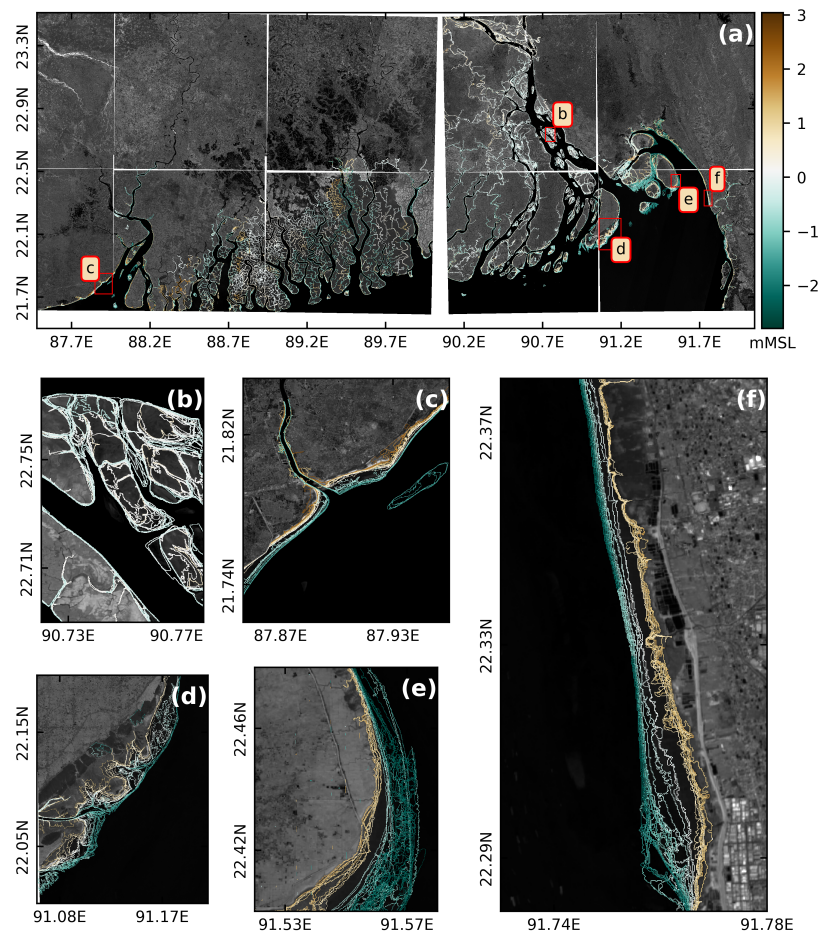 (a)
23.3N
22.9N
22.5N
22.1N
21.7N
b
f
e
d
c
3
2
1
0
−1
−2
87.7E 88.2E 88.7E 89.2E 89.7E 90.2E 90.7E 91.2E 91.7E mMSL
(b)
22.75N
22.71N
90.73E 90.77E
(c)
21.82N
21.74N
87.87E 87.93E
(f)
22.37N
22.33N
22.29N
91.74E 91.78E
(d)
22.15N
22.05N
91.08E 91.17E
(e)
22.46N
22.42N
91.53E 91.57E